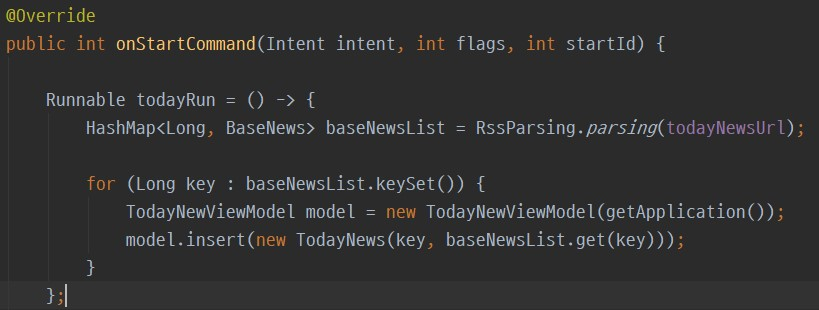 @Override
public int onStartCommand(Intent intent, int flags, int startId) {
Runnable todayRun = () -> {
HashMap<Long, BaseNews> baseNewsList = RssParsing.parsing(todayNewsUrl);
for (Long key : baseNewsList.keySet()) {
TodayNewViewModel model = new TodayNewViewModel(getApplication());
model.insert(new TodayNews(key, baseNewsList.get(key)));
}
};